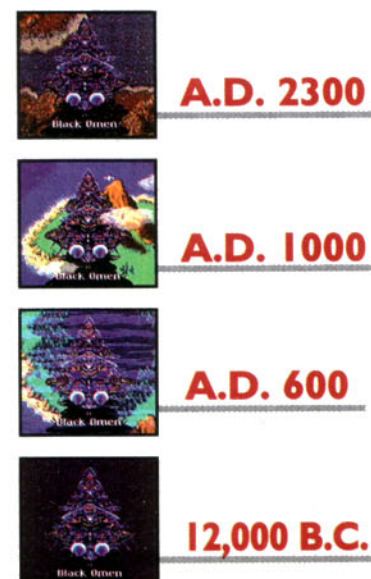 Black Omen
A.D. 2300
Black Omen
A.D. 1000
Black Omen
A.D. 600
Black Omen
12,000 B.C.